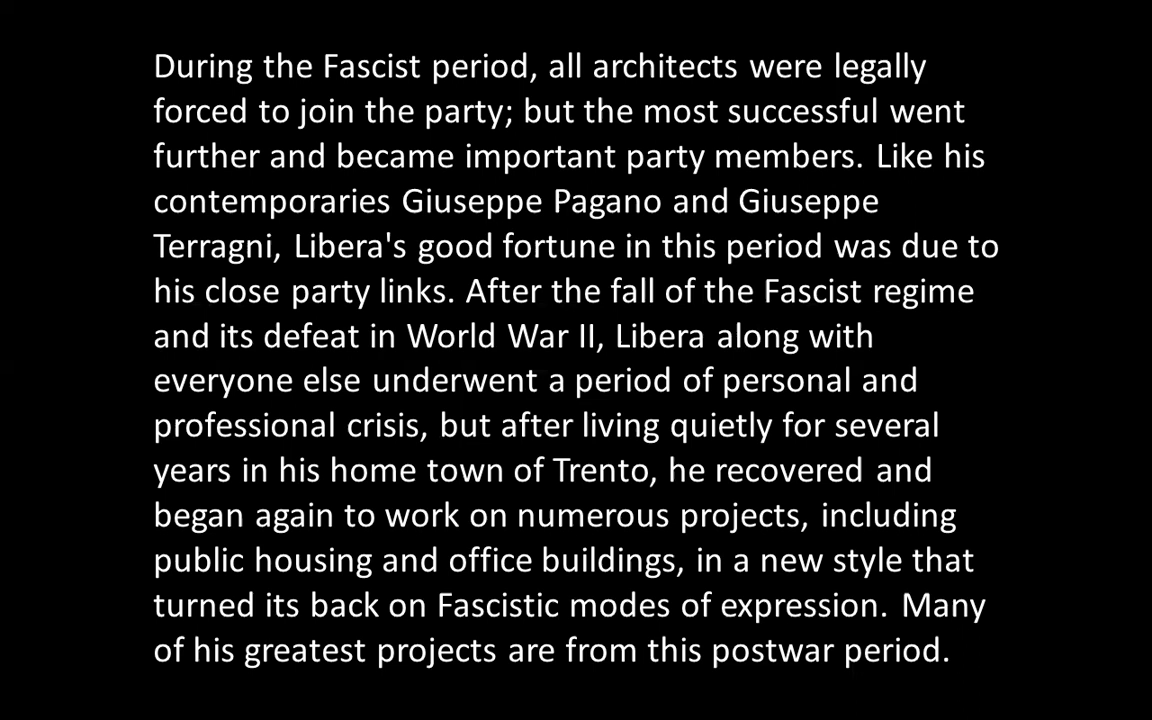 During the Fascist period, all architects were legally
forced to join the party; but the most successful went
further and became important party members. Like his
contemporaries Giuseppe Pagano and Giuseppe
Terragni, Libera's good fortune in this period was due to
his close party links. After the fall of the Fascist regime
and its defeat in World War II, Libera along with
everyone else underwent a period of personal and
professional crisis, but after living quietly for several
years in his home town of Trento, he recovered and
began again to work on numerous projects, including
public housing and office buildings, in a new style that
turned its back on Fascistic modes of expression. Many
of his greatest projects are from this postwar period.